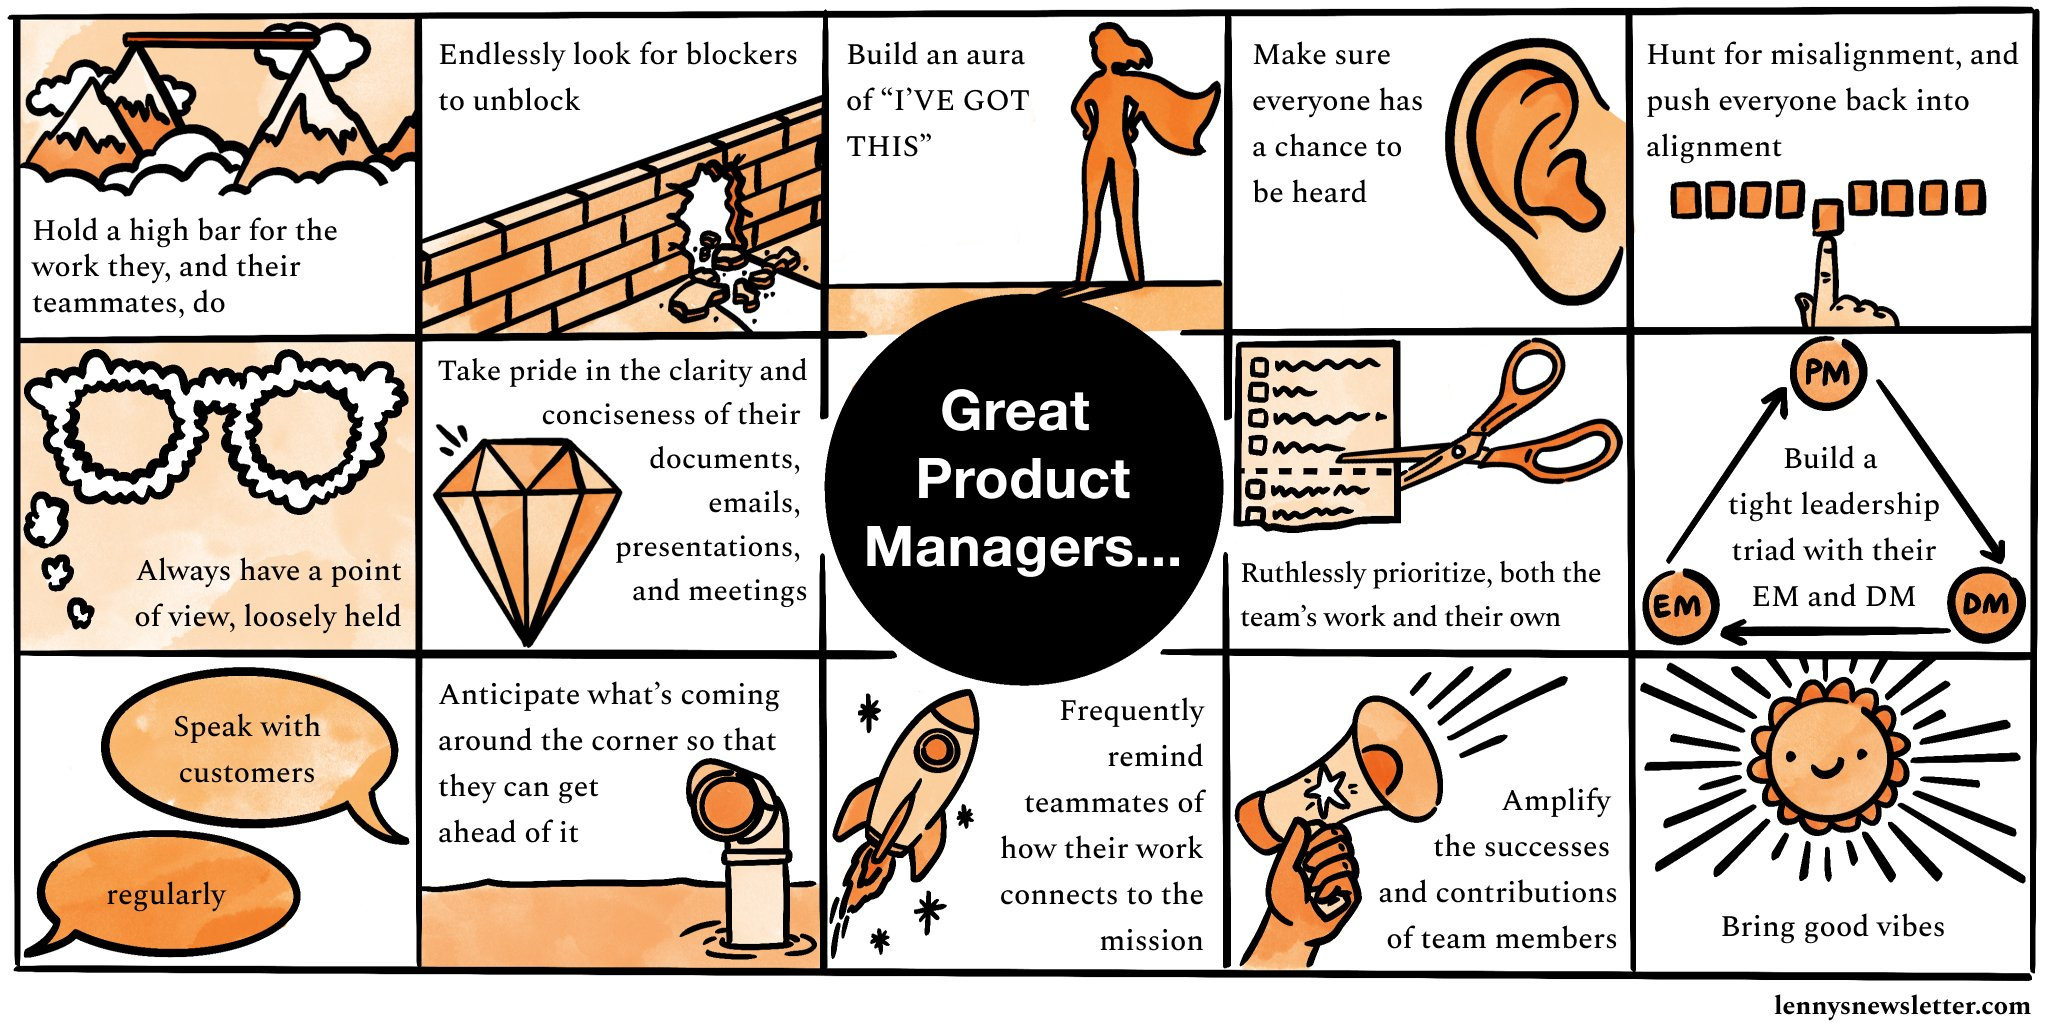 Hold a high bar for the
work they, and their
teammates, do
Endlessly look for blockers
to unblock
Build an aura
of “I’VE GOT
THIS”
Make sure
everyone has
a chance to
be heard
Hunt for misalignment, and
push everyone back into
alignment
Always have a point
of view, loosely held
Take pride in the clarity and
conciseness of their
documents,
emails,
presentations,
and meetings
Great
Product
Managers...
Ruthlessly prioritize, both the
team’s work and their own
PM
Build a
tight leadership
triad with their
EM and DM
EM
DM
Speak with
customers
regularly
Anticipate what’s coming
around the corner so that
they can get
ahead of it
Frequently
remind
teammates of
how their work
connects to the
mission
Amplify
the successes
and contributions
of team members
Bring good vibes
lennysnewsletter.com